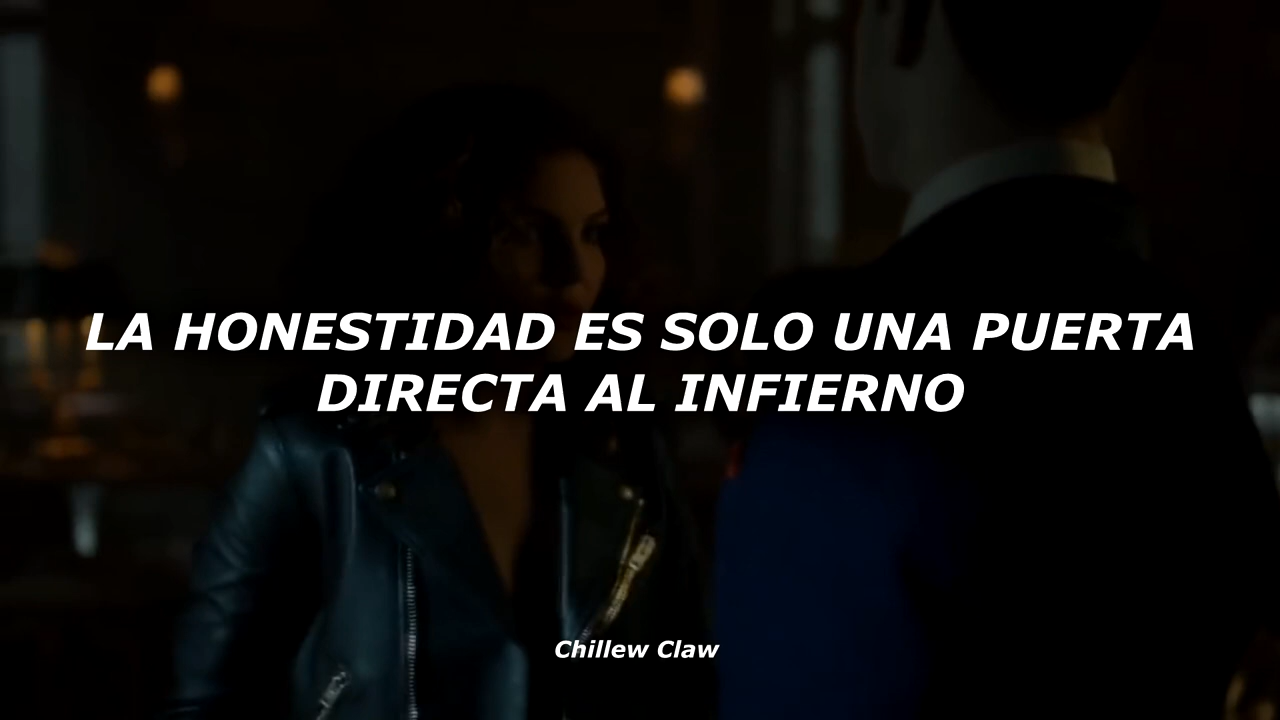 LA HONESTIDAD ES SOLO UNA PUERTA
DIRECTA AL INFIERNO
Chillew Claw